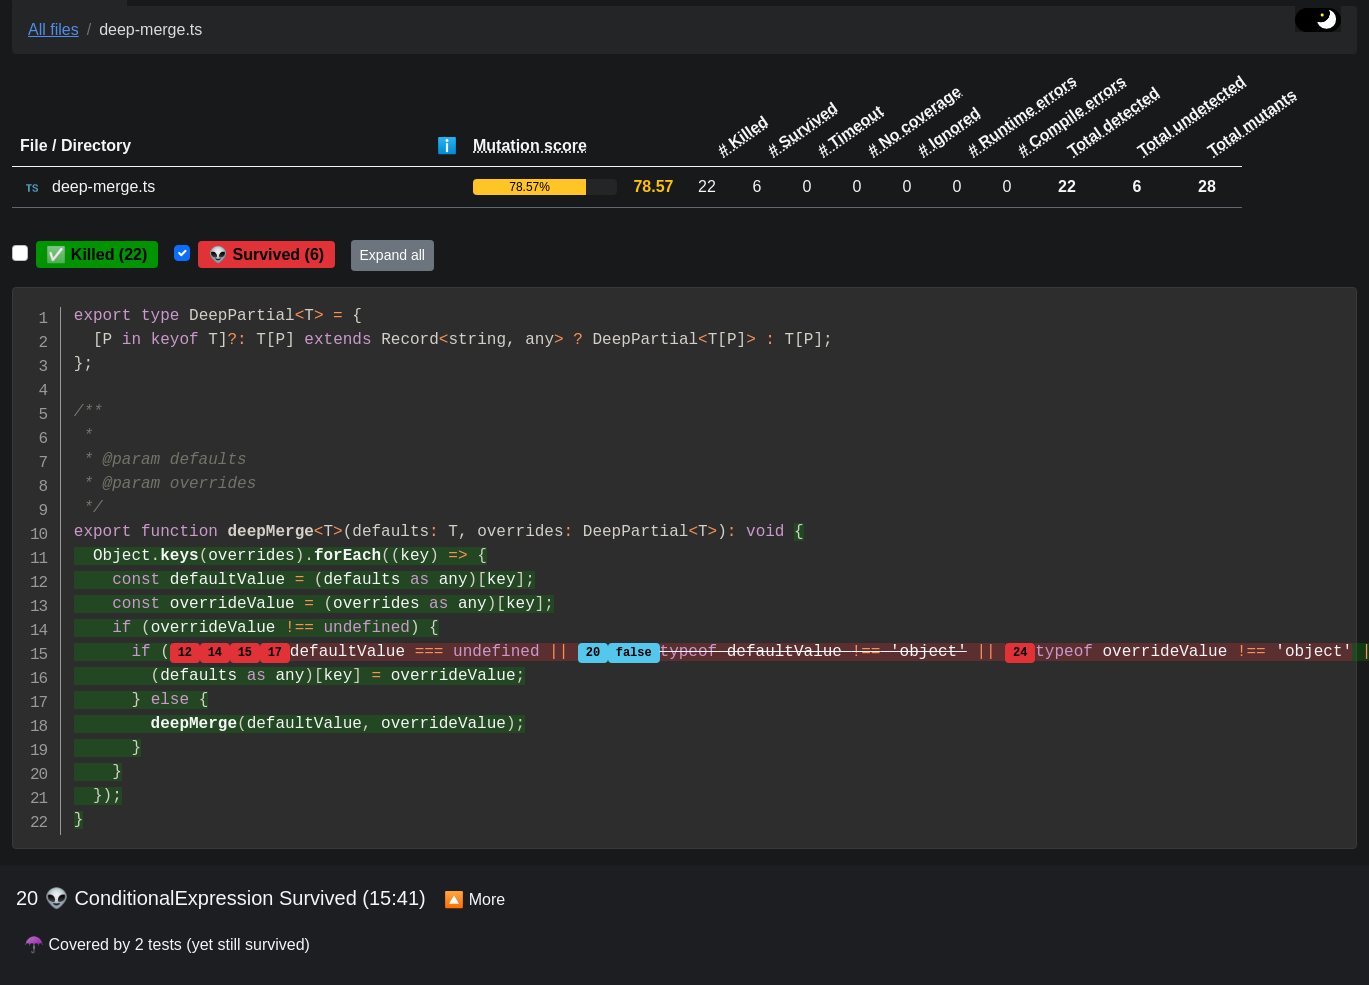 All files / deep-merge.ts
File / Directory ℹ️ Mutation score # Killed # Survived # Timeout # No coverage # Ignored # Runtime errors # Compile errors Total detected Total undetected Total mutants
TS deep-merge.ts 78.57% 78.57 22 6 0 0 0 0 0 22 6 28
✅ Killed (22) 👽 Survived (6) Expand all
1 export type DeepPartial<T> = {
2   [P in keyof T]?: T[P] extends Record<string, any> ? DeepPartial<T[P]> : T[P];
3 };
4
5 /**
6  *
7  * @param defaults
8  * @param overrides
9  */
10 export function deepMerge<T>(defaults: T, overrides: DeepPartial<T>): void {
11   Object.keys(overrides).forEach((key) => {
12     const defaultValue = (defaults as any)[key];
13     const overrideValue = (overrides as any)[key];
14     if (overrideValue !== undefined) {
15       if (12 14 15 17 defaultValue === undefined || 20 false typeof defaultValue !== 'object' || 24 typeof overrideValue !== 'object' |
16         (defaults as any)[key] = overrideValue;
17       } else {
18         deepMerge(defaultValue, overrideValue);
19       }
20     }
21   });
22 }
20 👽 ConditionalExpression Survived (15:41) 🔼 More
☂️ Covered by 2 tests (yet still survived)